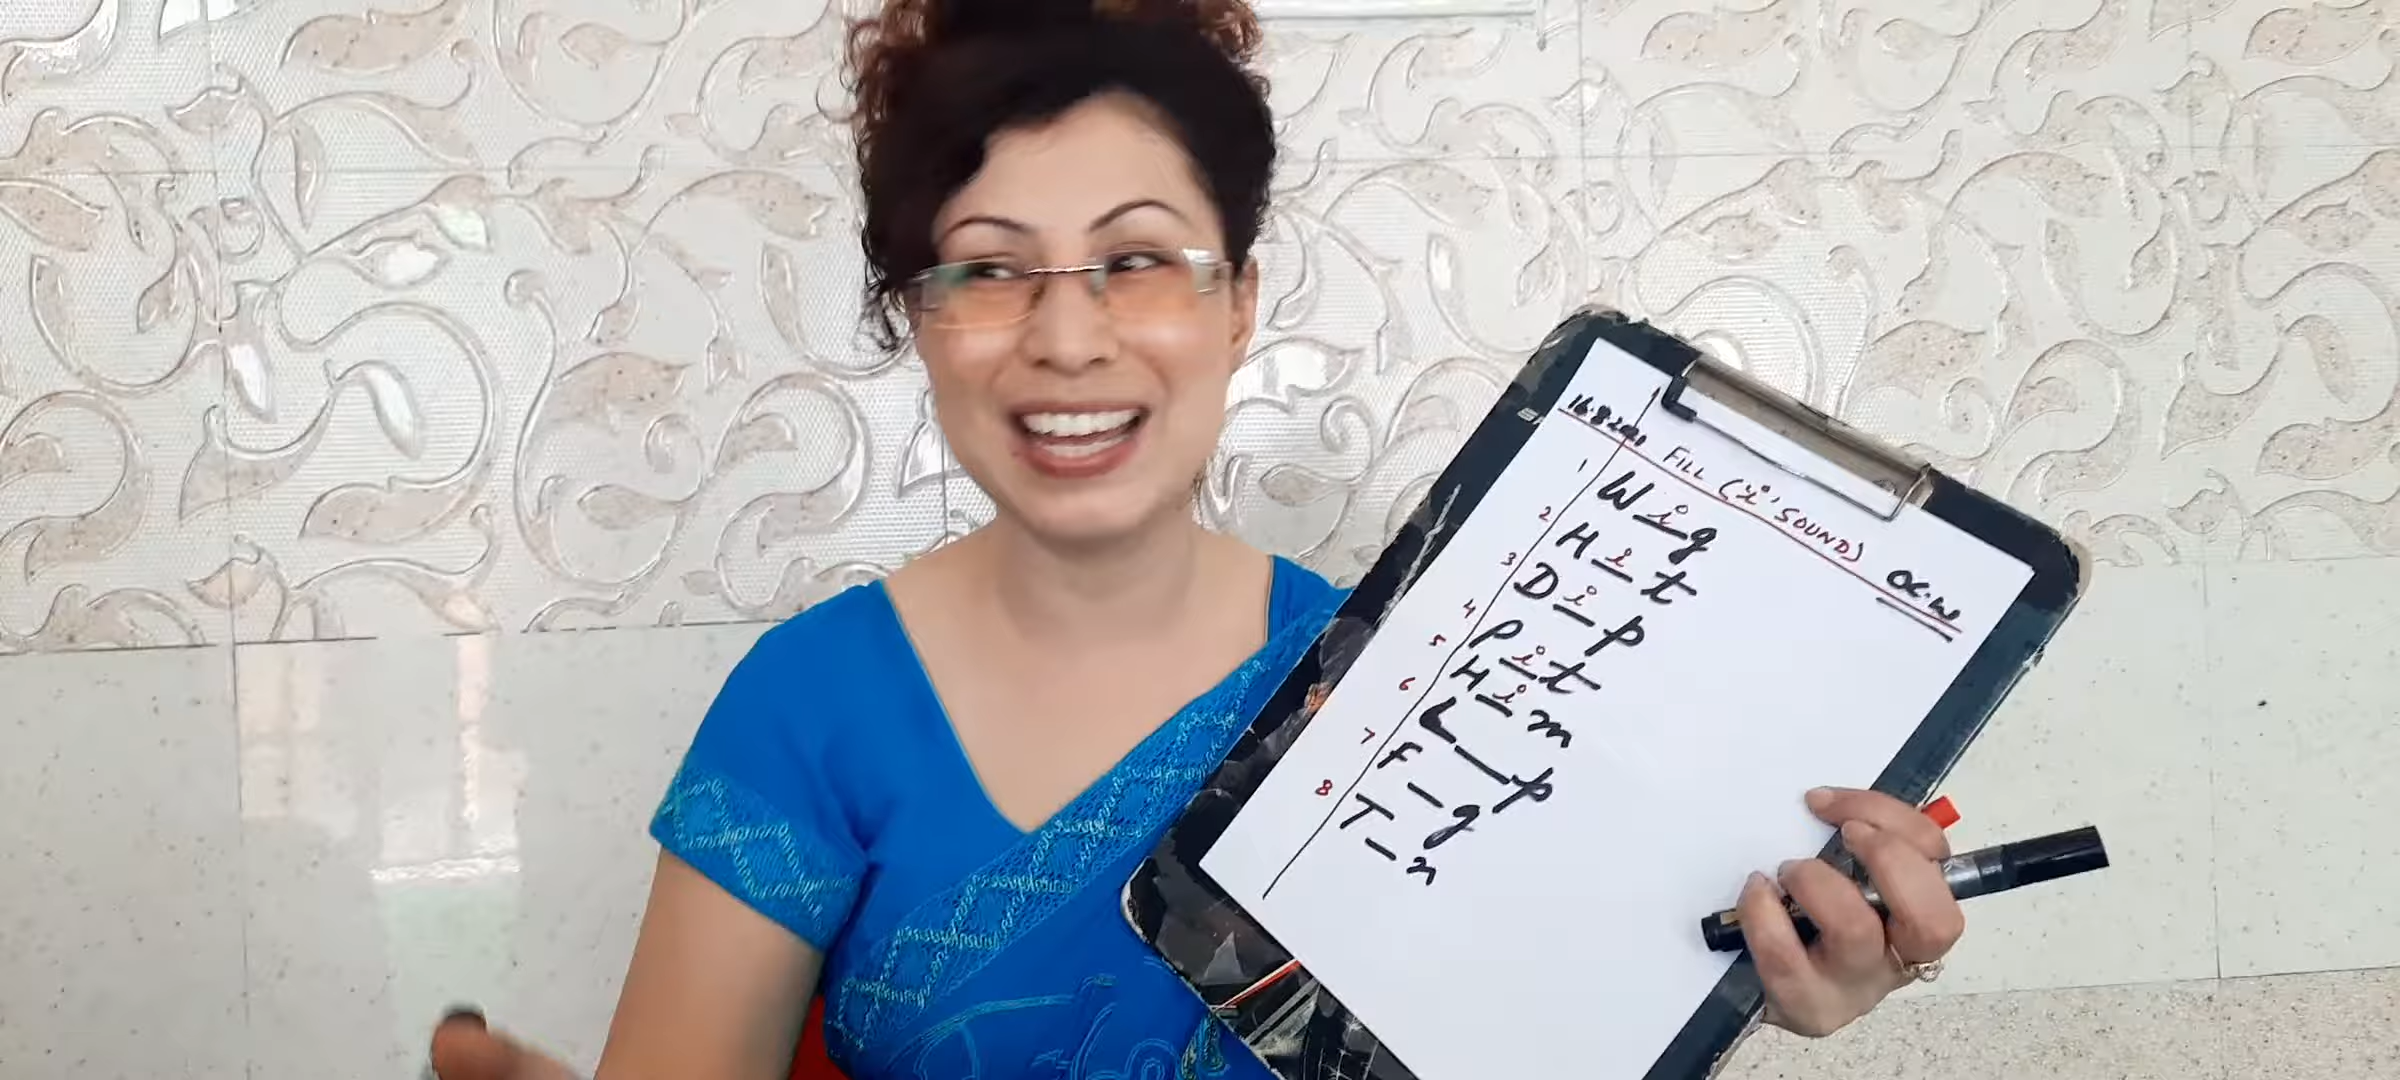 16.8.2021 FILL ('i' SOUND) O.C.W
1 Wig
2 Hit
3 Dip
4 Pit
5 Him
6 L_p
7 F_g
8 T_n